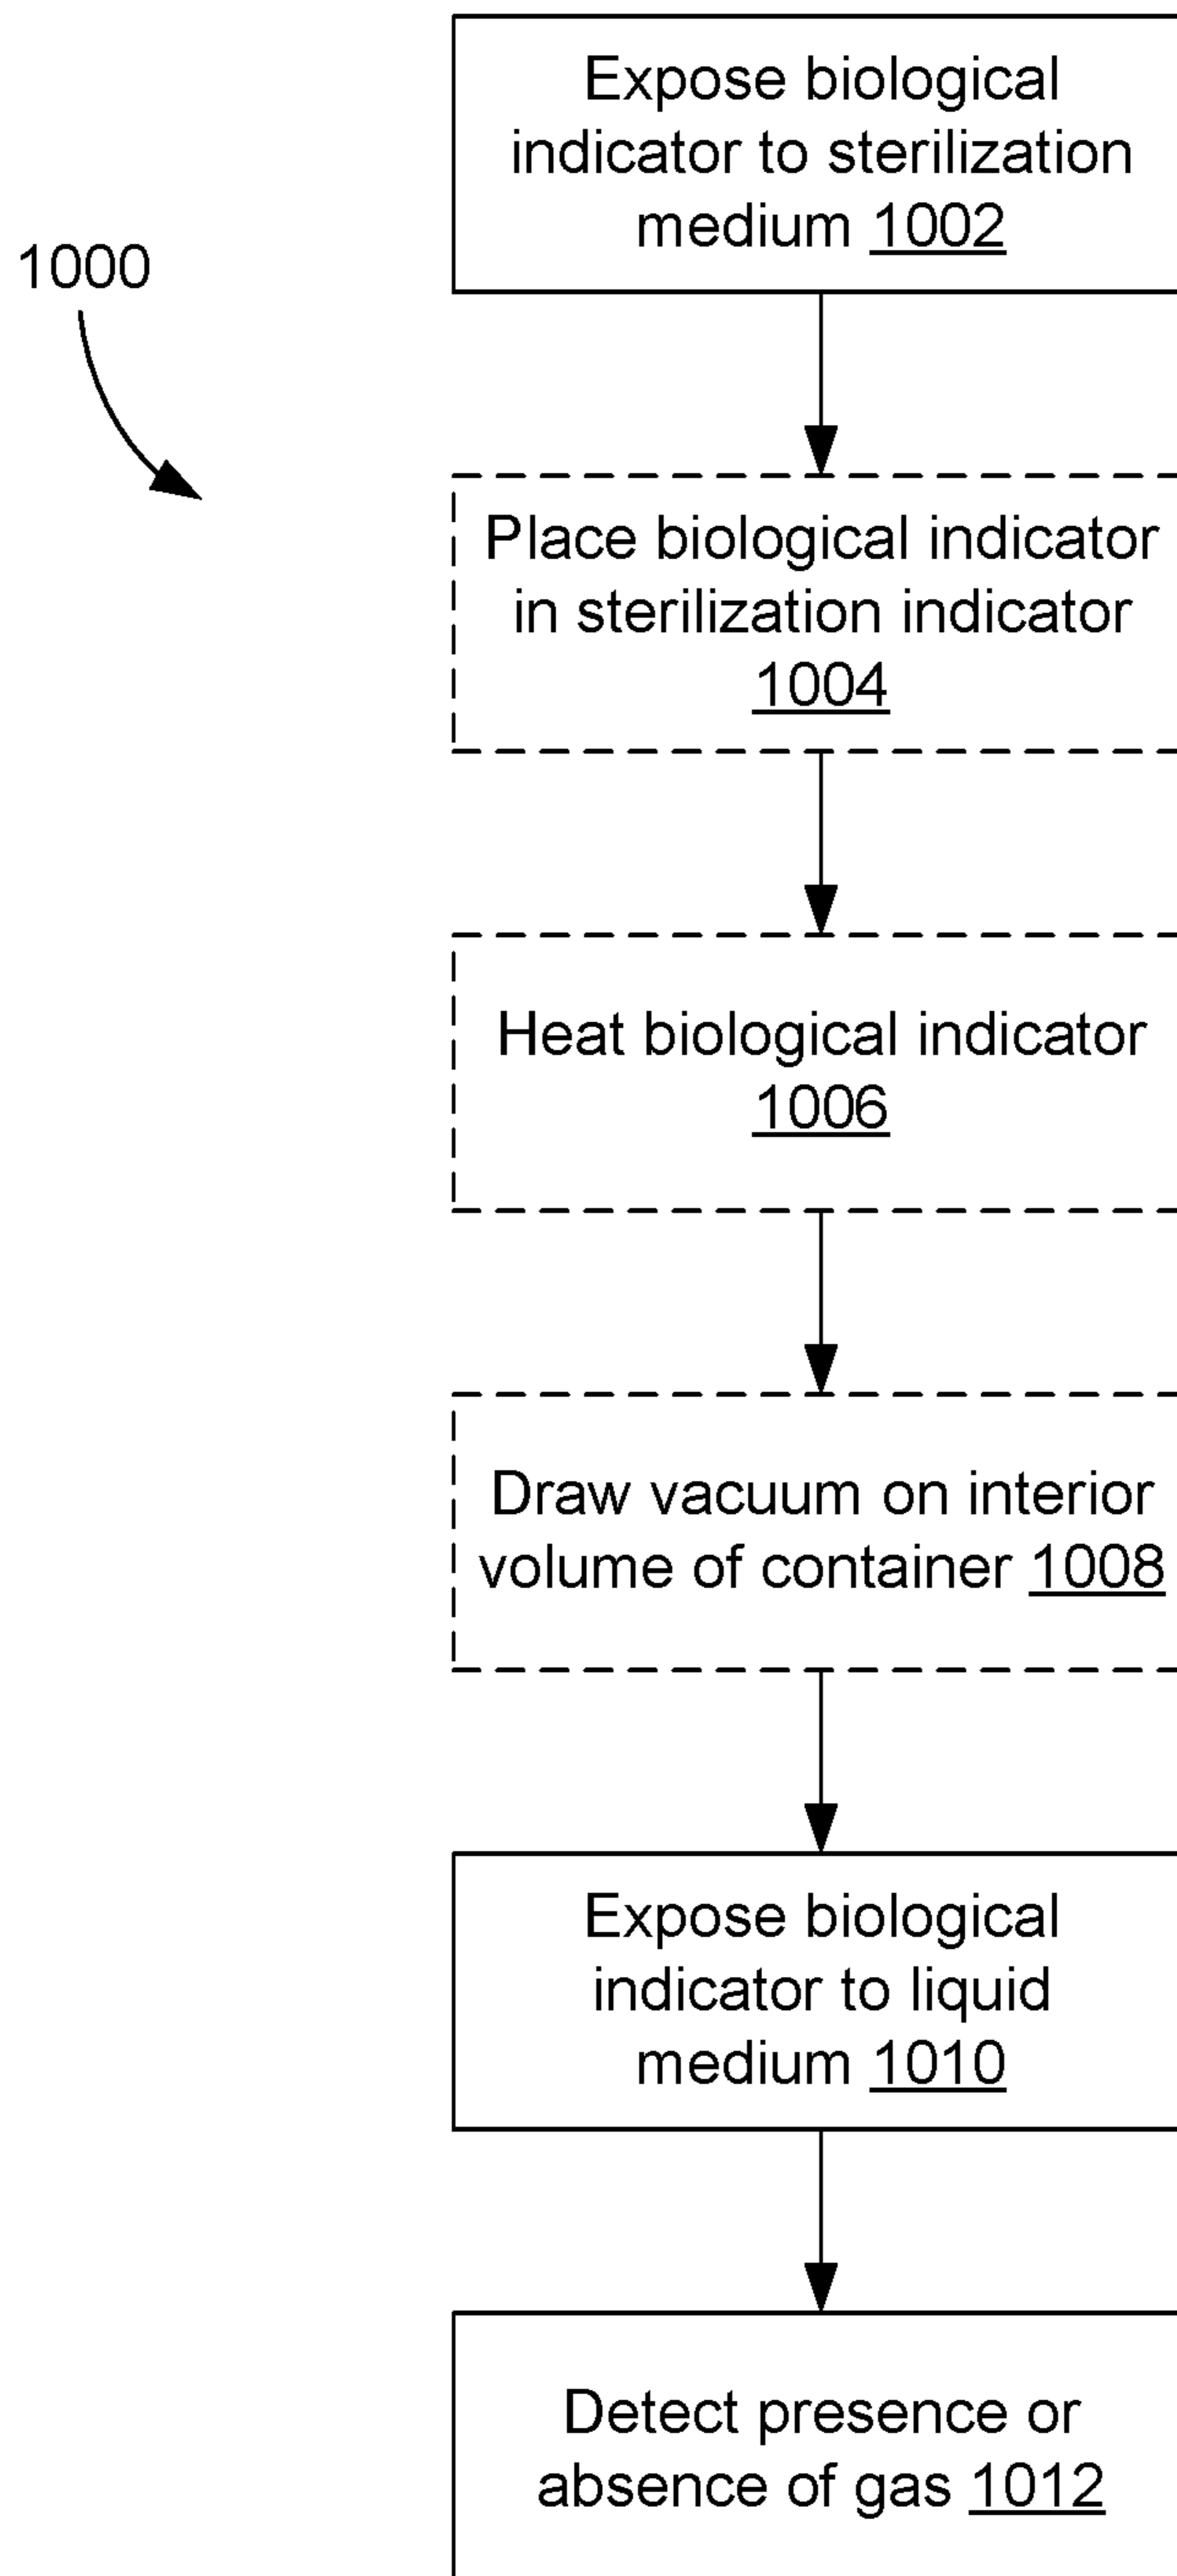 Expose biological
indicator to sterilization
medium 1002
1000
Place biological indicator
in sterilization indicator
1004
Heat biological indicator
1006
Draw vacuum on interior
volume of container 1008
Expose biological
indicator to liquid
medium 1010
Detect presence or
absence of gas 1012